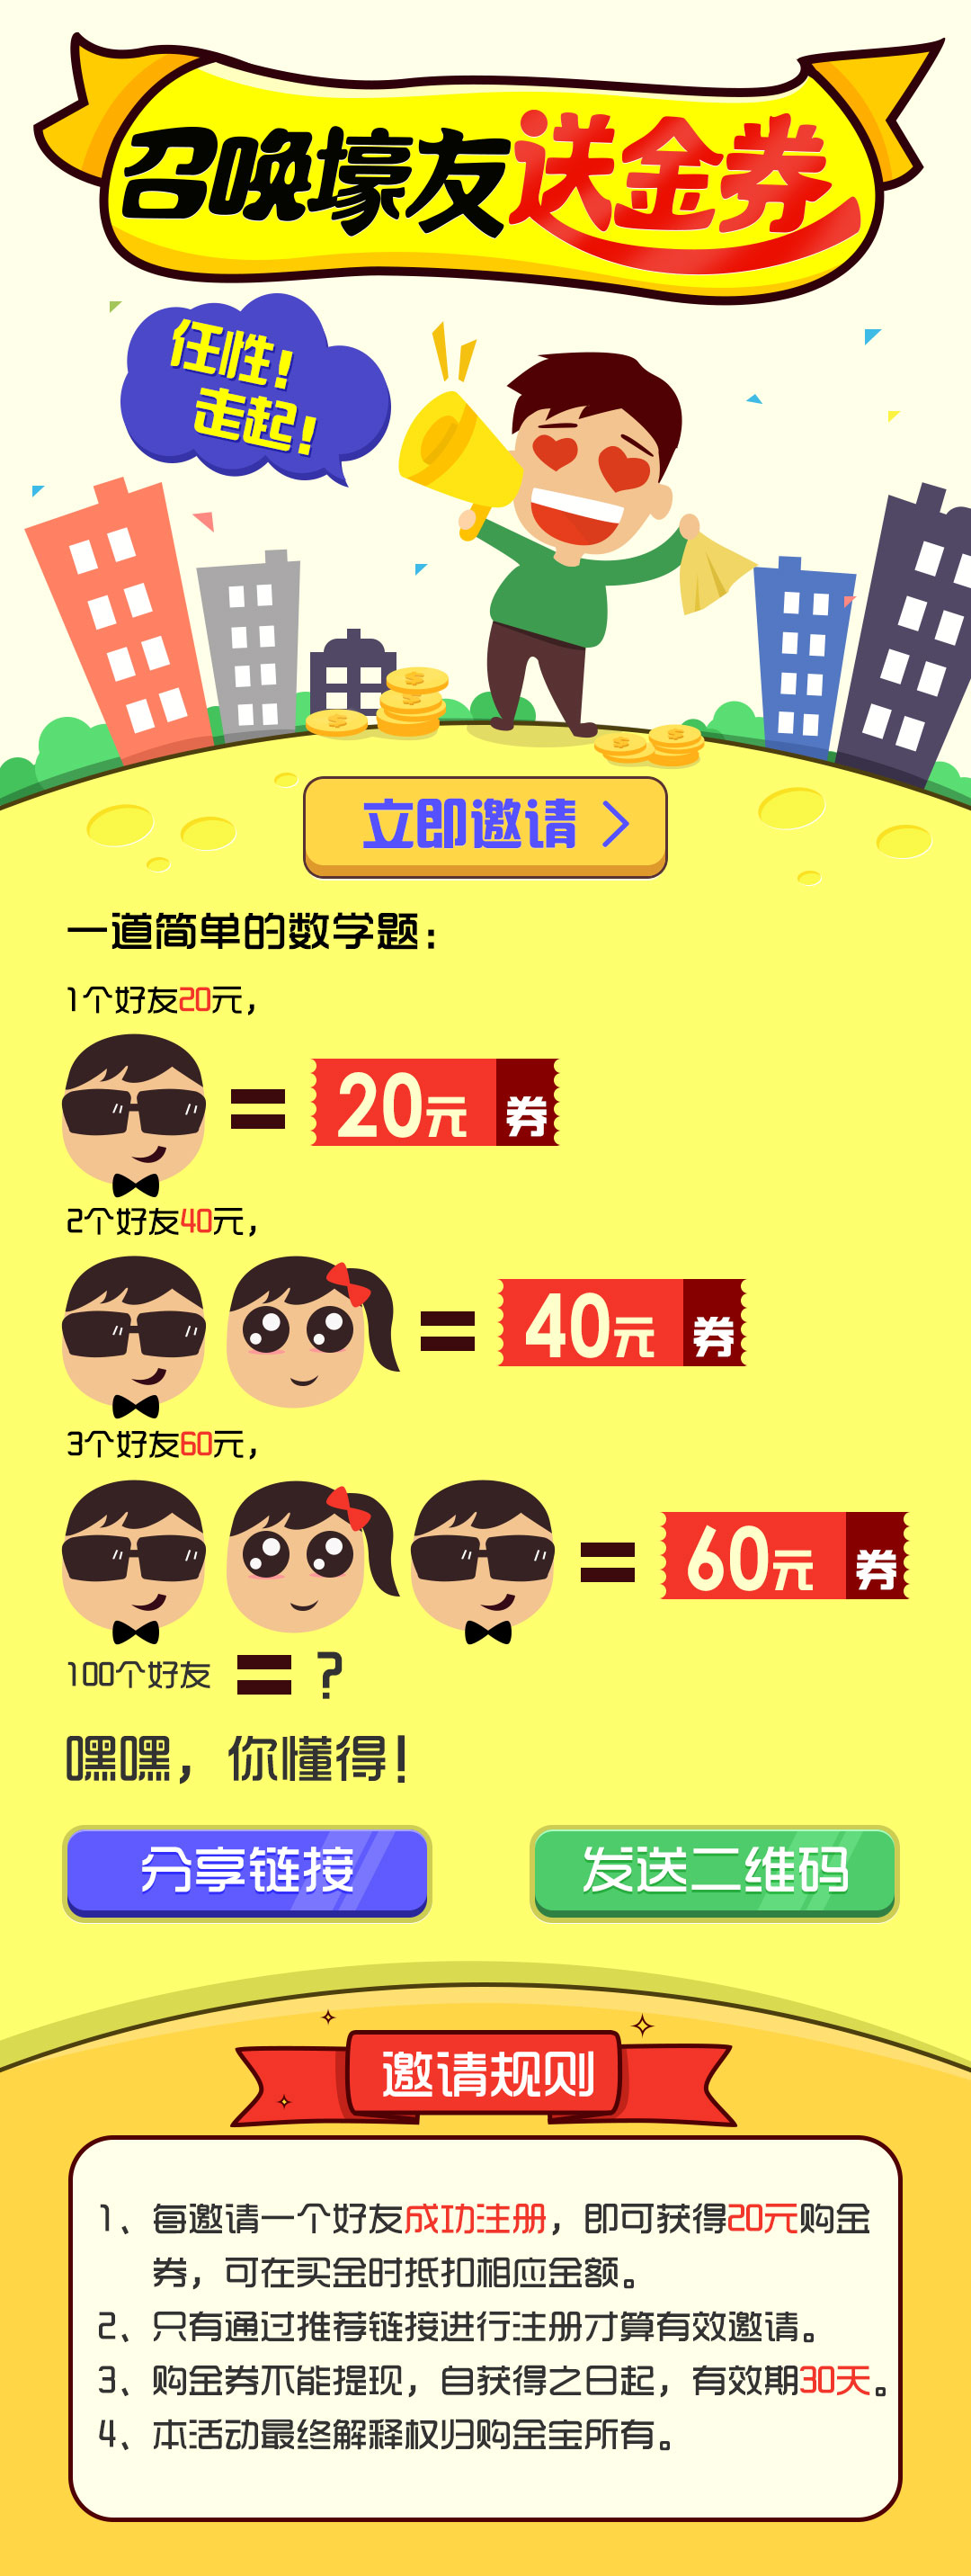 召唤壕友送金券
任性!
走起!
立即邀请 >
一道简单的数学题:
1个好友20元,
= 20元 券
2个好友40元,
= 40元 券
3个好友60元,
= 60元 券
100个好友 = ?
嘿嘿, 你懂得!
分享链接
发送二维码
邀请规则
1、每邀请一个好友成功注册, 即可获得20元购金
券, 可在买金时抵扣相应金额。
2、只有通过推荐链接进行注册才算有效邀请。
3、购金券不能提现, 自获得之日起, 有效期30天。
4、本活动最终解释权归购金宝所有。